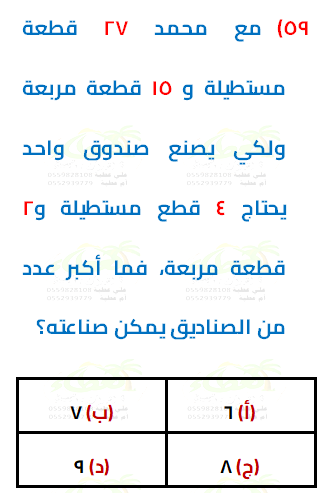 ٥٩) مع محمد ٢٧ قطعة
مستطيلة و ١٥ قطعة مربعة
ولكي يصنع صندوق واحد
يحتاج ٤ قطع مستطيلة و٢
قطعة مربعة، فما أكبر عدد
من الصناديق يمكن صناعته؟
(أ) ٦ (ب) ٧
(ج) ٨ (د) ٩